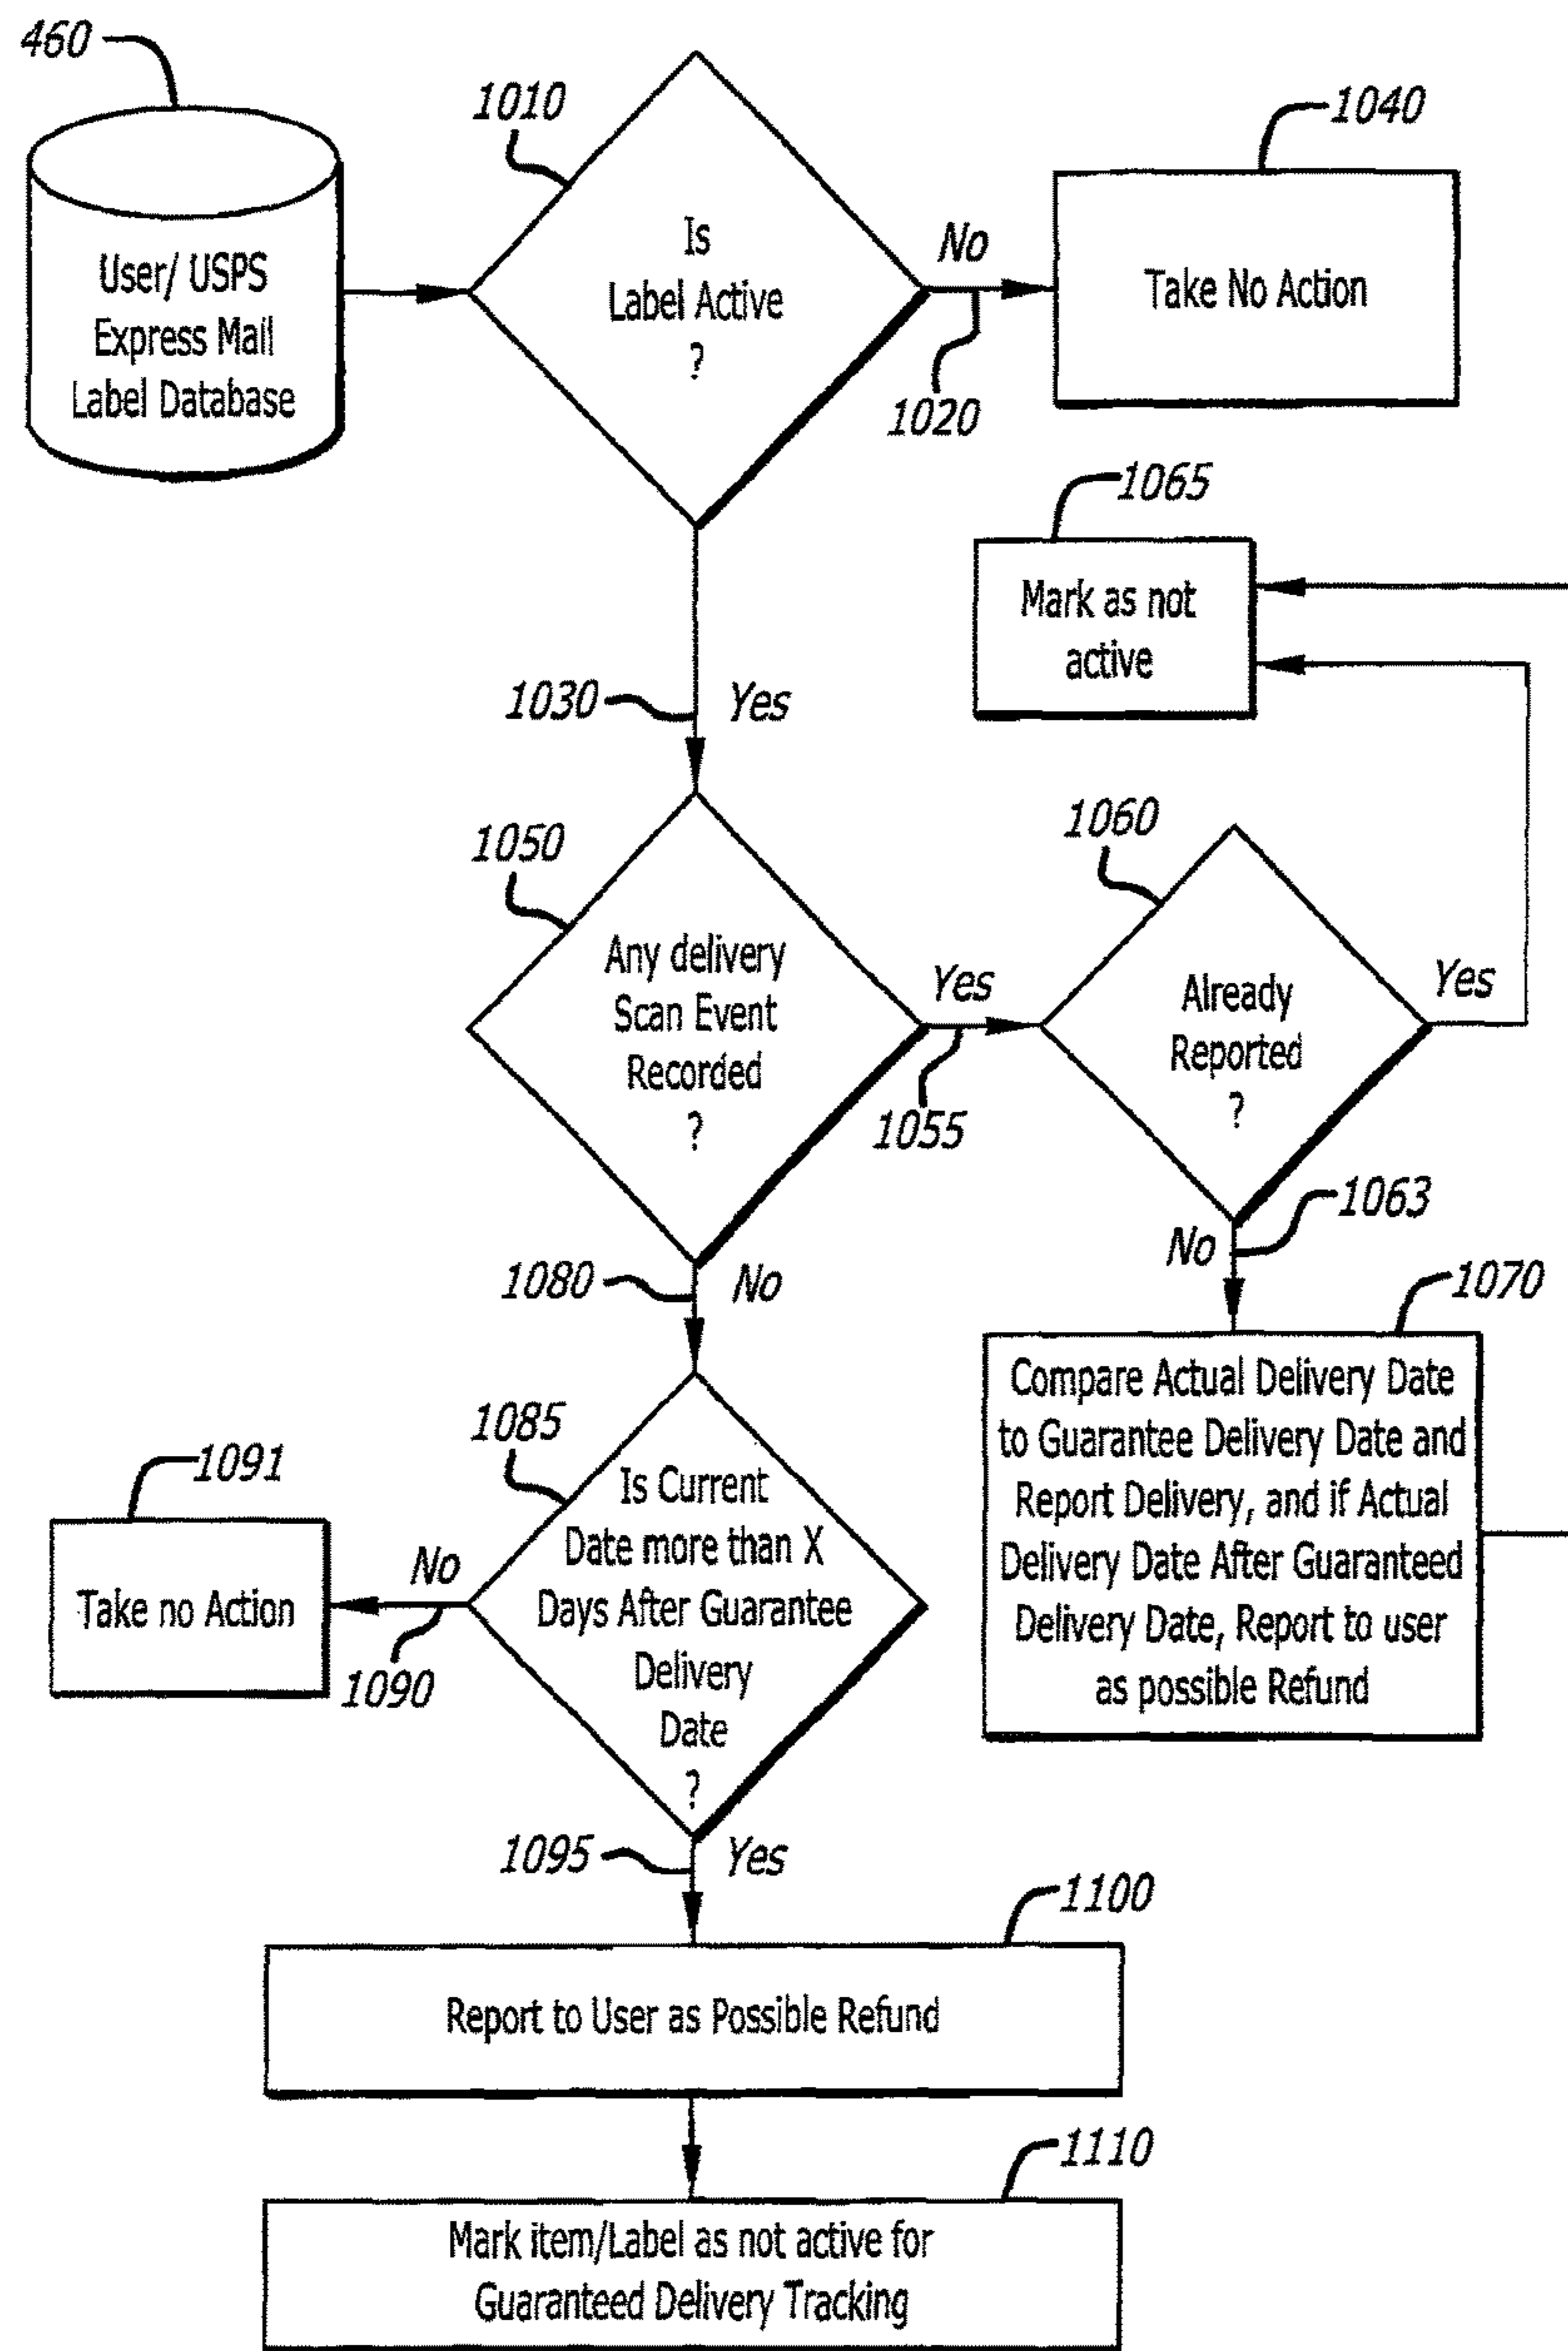 460
1010
1040
User/ USPS
Express Mail
Label Database
Is
Label Active
?
No
1020
Take No Action
1065
Mark as not
active
1030
Yes
1050
Any delivery
Scan Event
Recorded
?
Yes
1055
1060
Already
Reported
?
Yes
1063
No
1080
No
1070
Compare Actual Delivery Date
to Guarantee Delivery Date and
Report Delivery, and if Actual
Delivery Date After Guaranteed
Delivery Date, Report to user
as possible Refund
1085
Is Current
Date more than X
Days After Guarantee
Delivery
Date
?
1091
Take no Action
No
1090
1095
Yes
1100
Report to User as Possible Refund
1110
Mark item/Label as not active for
Guaranteed Delivery Tracking